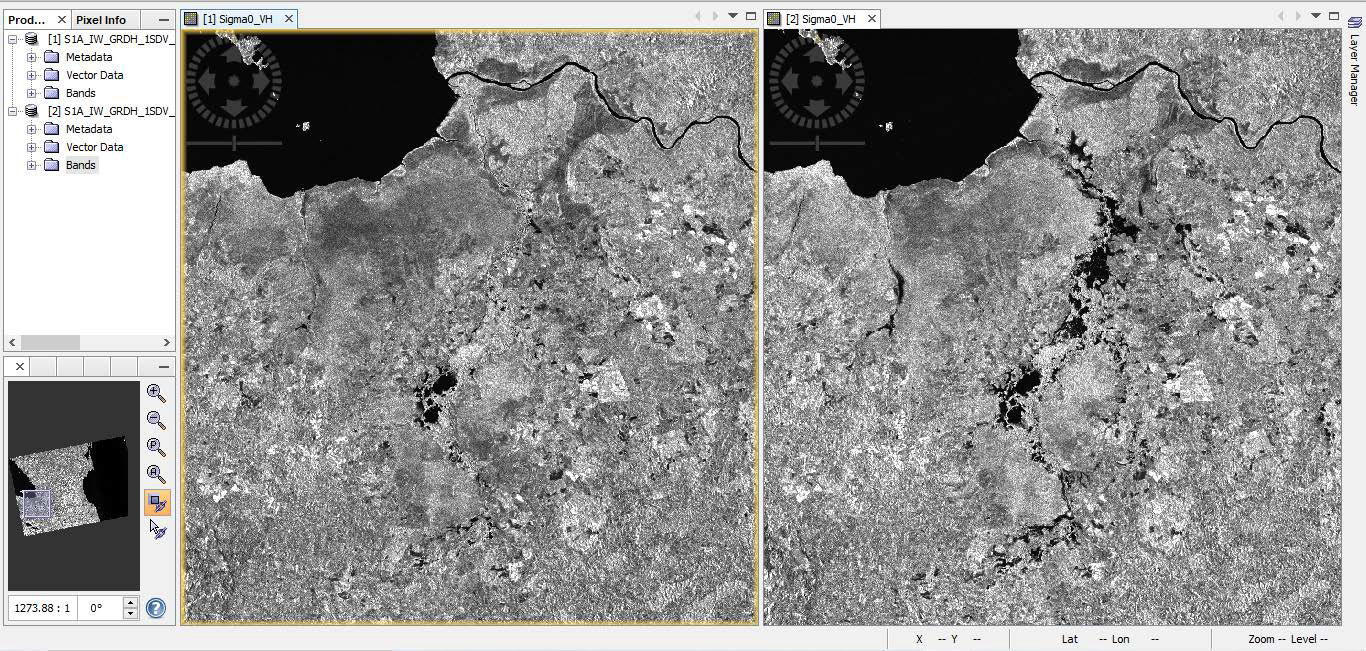 Prod...
Pixel Info
[1] S1A_IW_GRDH_1SDV_
Metadata
Vector Data
Bands
[2] S1A_IW_GRDH_1SDV_
Metadata
Vector Data
Bands
[1] Sigma0_VH
[2] Sigma0_VH
Layer Manager
1273.88 : 1
0°
X -- Y -- Lat -- Lon -- Zoom -- Level --